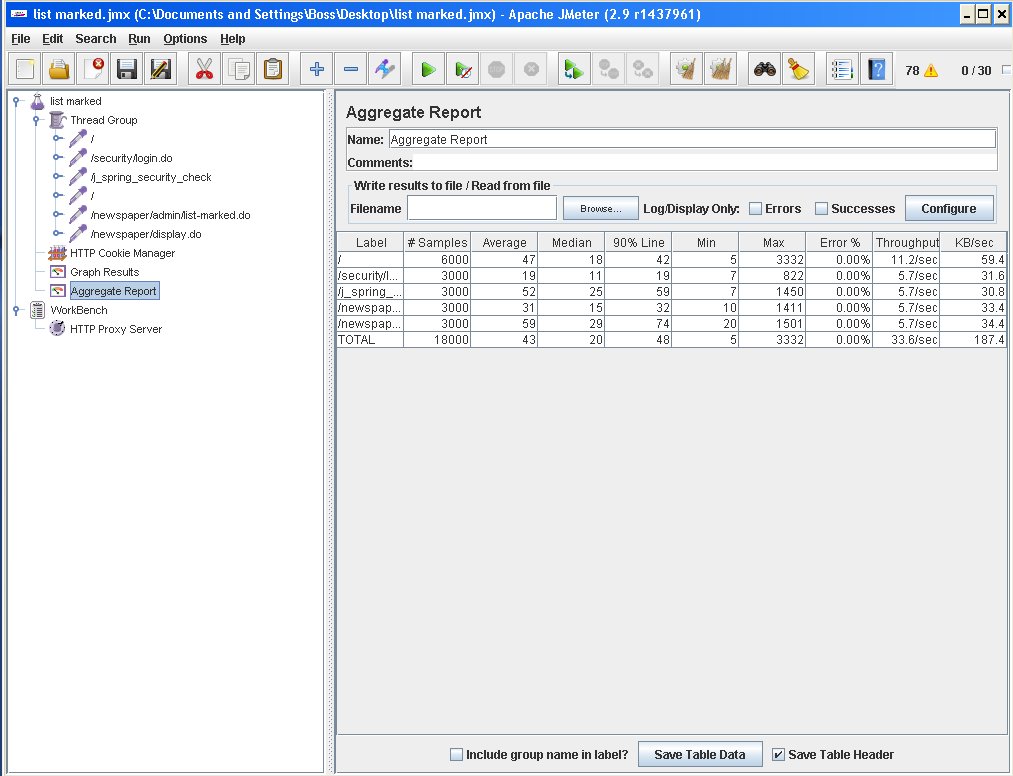 list marked.jmx (C:\Documents and Settings\Boss\Desktop\list marked.jmx) - Apache JMeter (2.9 r1437961)
File Edit Search Run Options Help
78 0 / 30
list marked
Thread Group
/
/security/login.do
/j_spring_security_check
/
/newspaper/admin/list-marked.do
/newspaper/display.do
HTTP Cookie Manager
Graph Results
Aggregate Report
WorkBench
HTTP Proxy Server
Aggregate Report
Name: Aggregate Report
Comments:
Write results to file / Read from file
Filename Browse... Log/Display Only: Errors Successes Configure
Label # Samples Average Median 90% Line Min Max Error % Throughput KB/sec
/ 6000 47 18 42 5 3332 0.00% 11.2/sec 59.4
/security/l... 3000 19 11 19 7 822 0.00% 5.7/sec 31.6
/j_spring_... 3000 52 25 59 7 1450 0.00% 5.7/sec 30.8
/newspap... 3000 31 15 32 10 1411 0.00% 5.7/sec 33.4
/newspap... 3000 59 29 74 20 1501 0.00% 5.7/sec 34.4
TOTAL 18000 43 20 48 5 3332 0.00% 33.6/sec 187.4
Include group name in label? Save Table Data Save Table Header